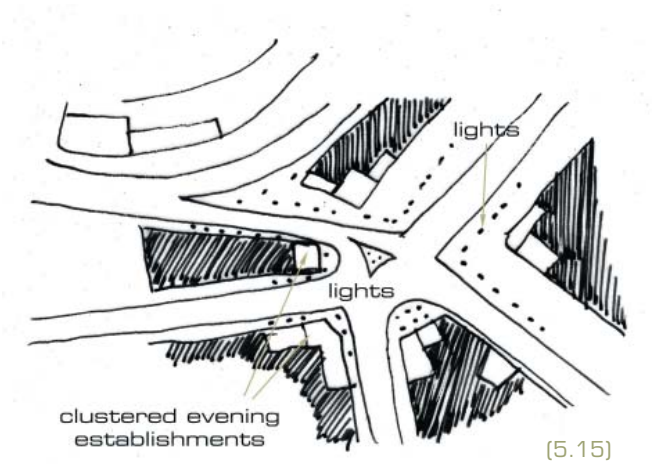 lights
lights
clustered evening
establishments
(5.15)